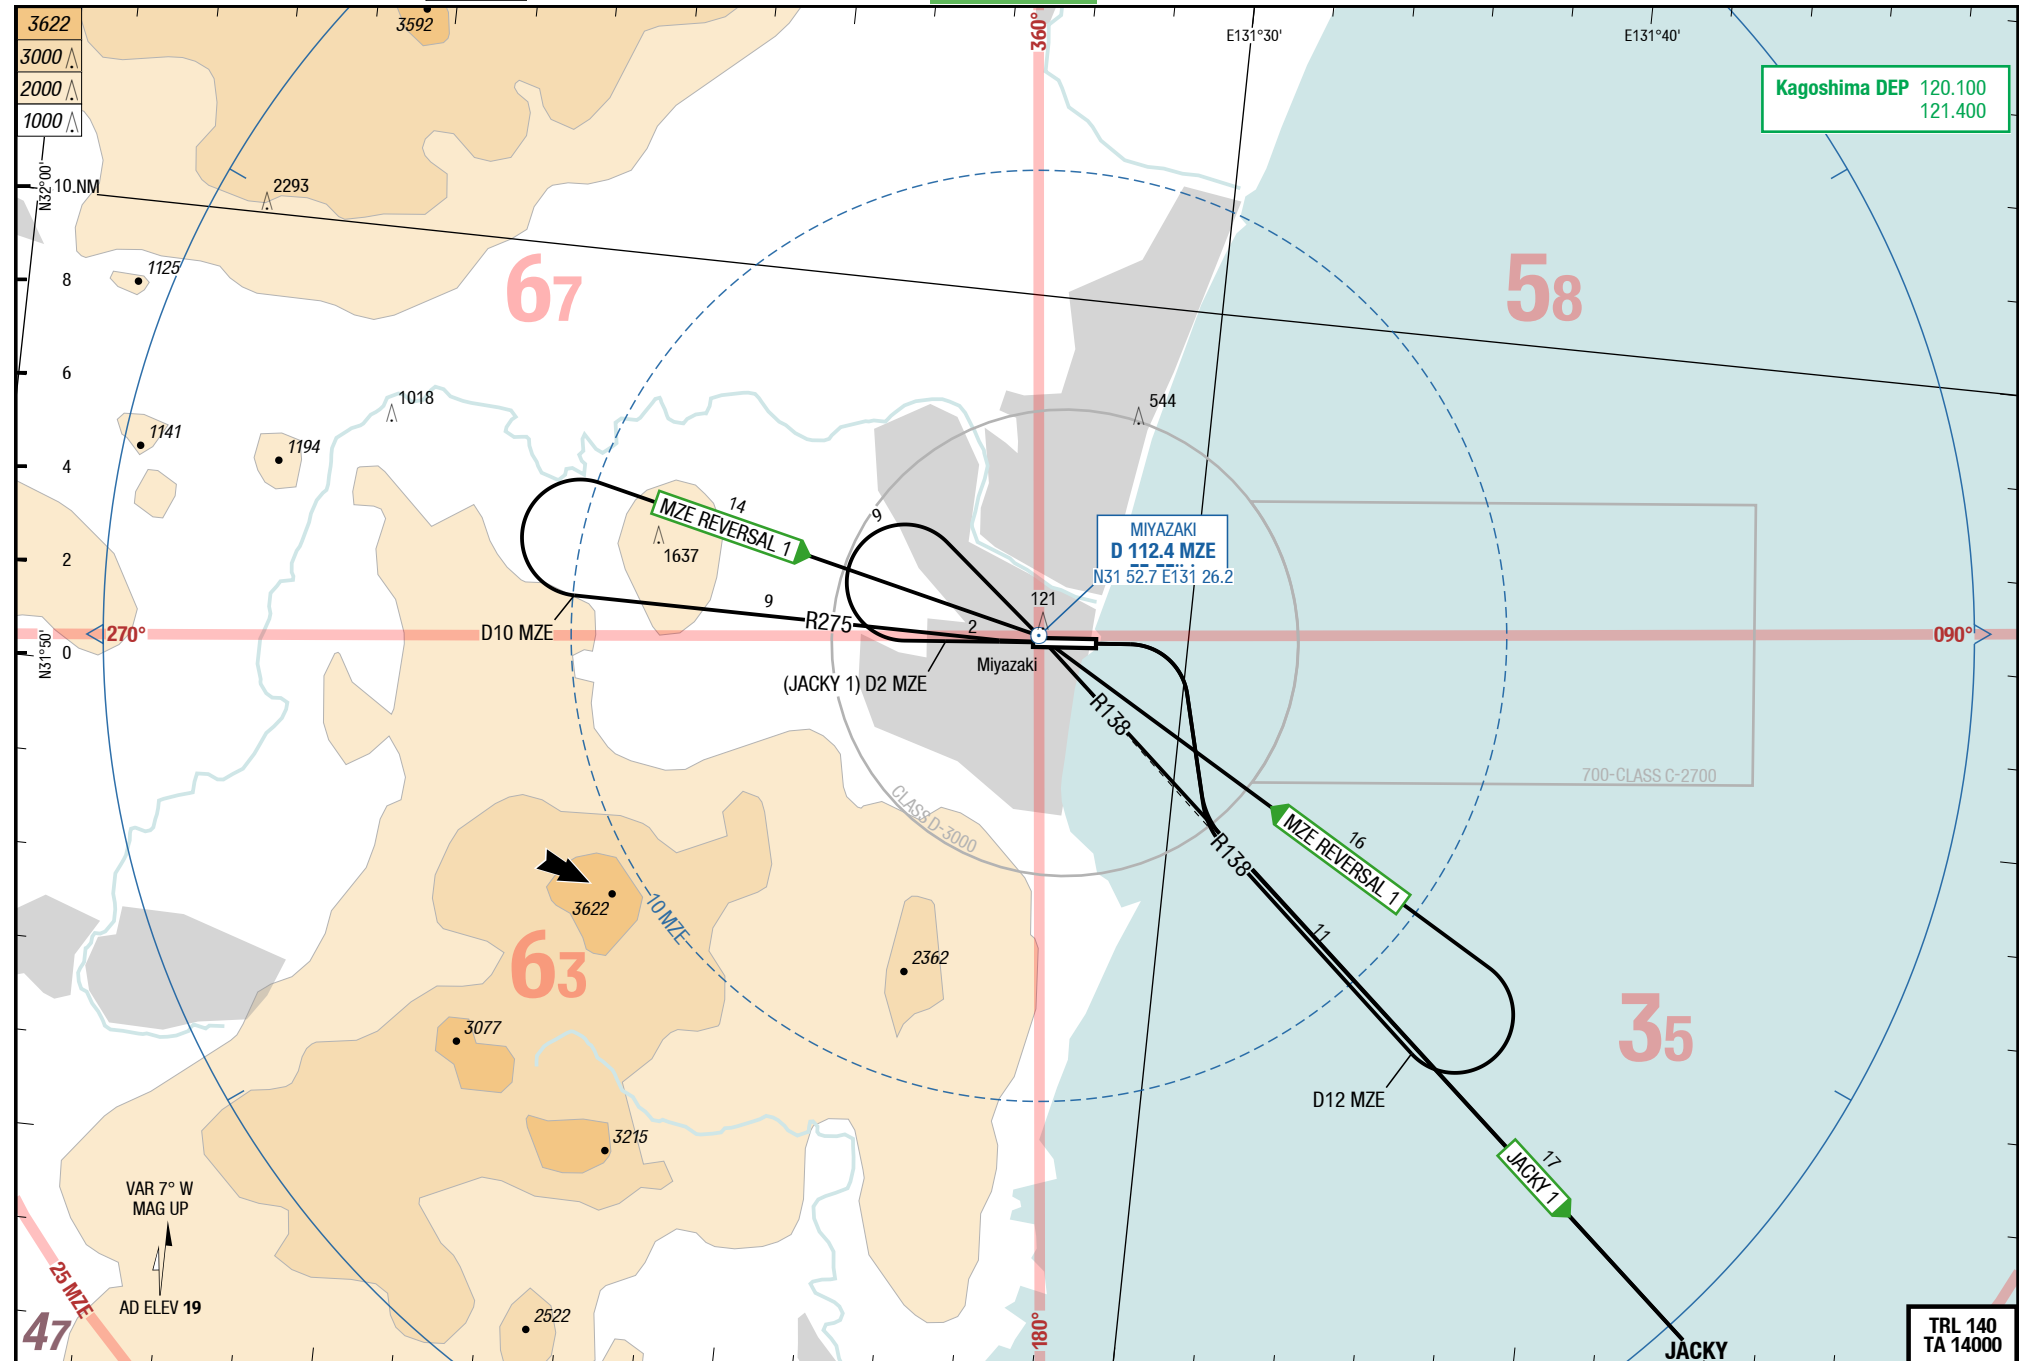 3622
3000
2000
1000
3592
360°
E131°30'
E131°40'
Kagoshima DEP 120.100
121.400
N32°00'
10 NM
2293
1125
8
67
58
6
1018
544
1141
1194
4
14
MZE REVERSAL 1
9
MIYAZAKI
D 112.4 MZE
N31 52.7 E131 26.2
1637
2
9
121
R275
2
D10 MZE
270°
090°
N31°50'
0
Miyazaki
(JACKY 1) D2 MZE
R138
700-CLASS C-2700
CLASS D-3000
16
MZE REVERSAL 1
R138
3622
10 MZE
11
2362
63
35
3077
D12 MZE
3215
17
JACKY 1
VAR 7° W
MAG UP
25 MZE
AD ELEV 19
2522
47
180°
JACKY
TRL 140
TA 14000